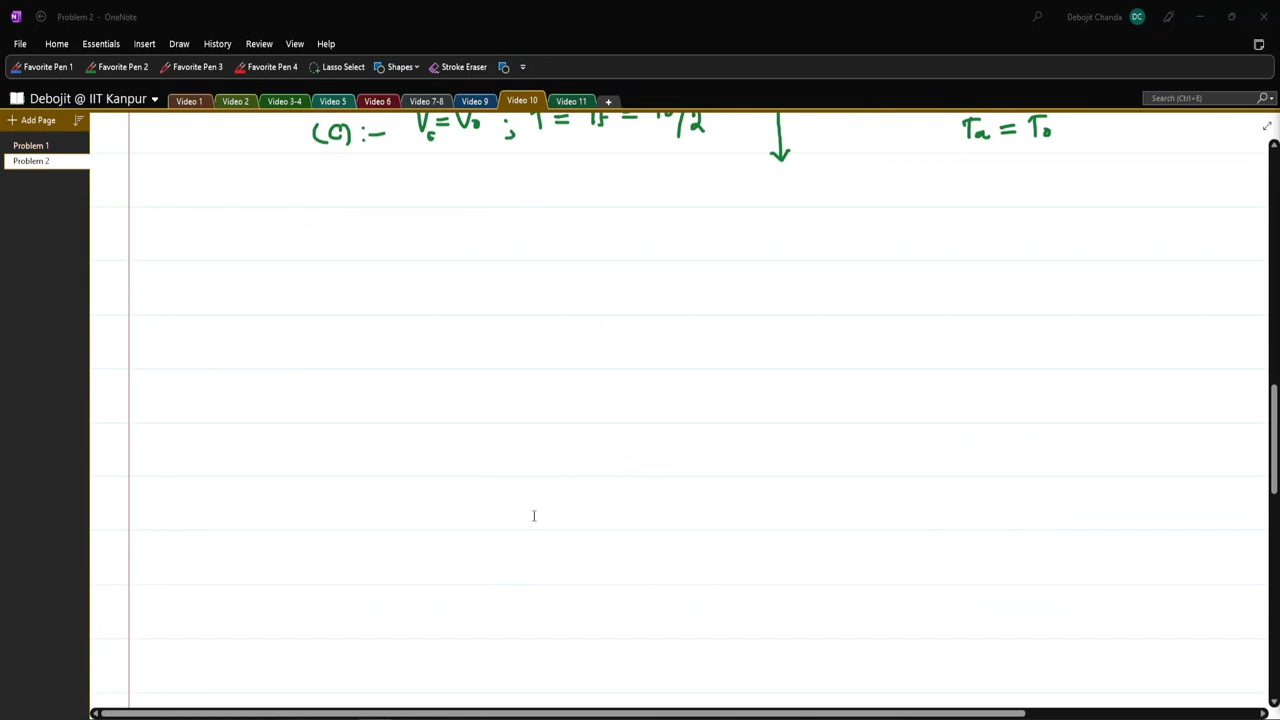 Problem 2 - OneNote
Debojit Chanda DC
File Home Essentials Insert Draw History Review View Help
Favorite Pen 1 Favorite Pen 2 Favorite Pen 3 Favorite Pen 4 Lasso Select Shapes Stroke Eraser
Debojit @ IIT Kanpur Video 1 Video 2 Video 3-4 Video 5 Video 6 Video 7-8 Video 9 Video 10 Video 11 + Search (Ctrl+E)
Add Page
Problem 1
Problem 2
:- = V₀ ; T = = /2
Tₐ = T₀